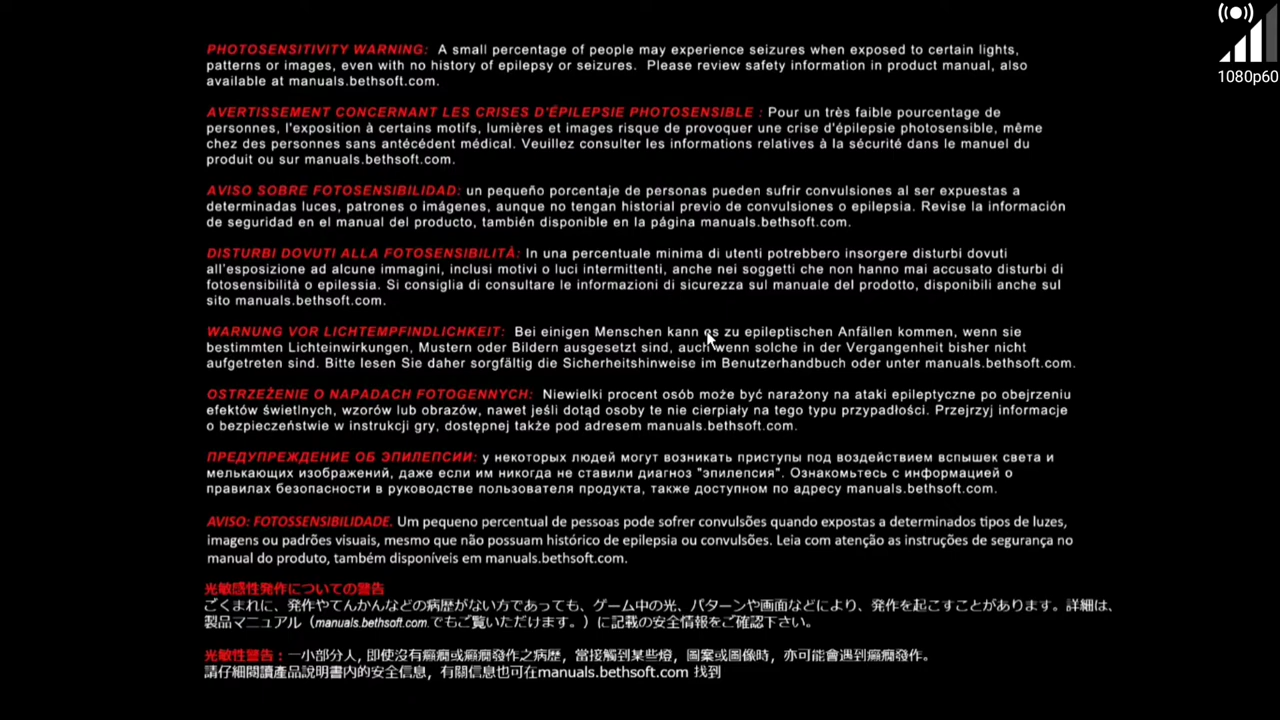 1080p60
PHOTOSENSITIVITY WARNING: A small percentage of people may experience seizures when exposed to certain lights,
patterns or images, even with no history of epilepsy or seizures. Please review safety information in product manual, also
available at manuals.bethsoft.com.
AVERTISSEMENT CONCERNANT LES CRISES D'ÉPILEPSIE PHOTOSENSIBLE : Pour un très faible pourcentage de
personnes, l'exposition à certains motifs, lumières et images risque de provoquer une crise d'épilepsie photosensible, même
chez des personnes sans antécédent médical. Veuillez consulter les informations relatives à la sécurité dans le manuel du
produit ou sur manuals.bethsoft.com.
AVISO SOBRE FOTOSENSIBILIDAD: un pequeño porcentaje de personas pueden sufrir convulsiones al ser expuestas a
determinadas luces, patrones o imágenes, aunque no tengan historial previo de convulsiones o epilepsia. Revise la información
de seguridad en el manual del producto, también disponible en la página manuals.bethsoft.com.
DISTURBI DOVUTI ALLA FOTOSENSIBILITÀ: In una percentuale minima di utenti potrebbero insorgere disturbi dovuti
all'esposizione ad alcune immagini, inclusi motivi o luci intermittenti, anche nei soggetti che non hanno mai accusato disturbi di
fotosensibilità o epilessia. Si consiglia di consultare le informazioni di sicurezza sul manuale del prodotto, disponibili anche sul
sito manuals.bethsoft.com.
WARNUNG VOR LICHTEMPFINDLICHKEIT: Bei einigen Menschen kann es zu epileptischen Anfällen kommen, wenn sie
bestimmten Lichteinwirkungen, Mustern oder Bildern ausgesetzt sind, auch wenn solche in der Vergangenheit bisher nicht
aufgetreten sind. Bitte lesen Sie daher sorgfältig die Sicherheitshinweise im Benutzerhandbuch oder unter manuals.bethsoft.com.
OSTRZEŻENIE O NAPADACH FOTOGENNYCH: Niewielki procent osób może być narażony na ataki epileptyczne po obejrzeniu
efektów świetlnych, wzorów lub obrazów, nawet jeśli dotąd osoby te nie cierpiały na tego typu przypadłości. Przejrzyj informacje
o bezpieczeństwie w instrukcji gry, dostępnej także pod adresem manuals.bethsoft.com.
ПРЕДУПРЕЖДЕНИЕ ОБ ЭПИЛЕПСИИ: у некоторых людей могут возникать приступы под воздействием вспышек света и
мелькающих изображений, даже если им никогда не ставили диагноз "эпилепсия". Ознакомьтесь с информацией о
правилах безопасности в руководстве пользователя продукта, также доступном по адресу manuals.bethsoft.com.
AVISO: FOTOSSENSIBILIDADE. Um pequeno percentual de pessoas pode sofrer convulsões quando expostas a determinados tipos de luzes,
imagens ou padrões visuais, mesmo que não possuam histórico de epilepsia ou convulsões. Leia com atenção as instruções de segurança no
manual do produto, também disponíveis em manuals.bethsoft.com.
光敏感性発作についての警告
ごくまれに、発作やてんかんなどの病歴がない方であっても、ゲーム中の光、パターンや画面などにより、発作を起こすことがあります。詳細は、
製品マニュアル（manuals.bethsoft.comでもご覧いただけます。）に記載の安全情報をご確認下さい。
光敏性警告：一小部分人, 即使沒有癲癇或癲癇發作之病歷，當接觸到某些燈，圖案或圖像時，亦可能會遇到癲癇發作。
請仔細閱讀產品說明書內的安全信息，有關信息也可在manuals.bethsoft.com 找到